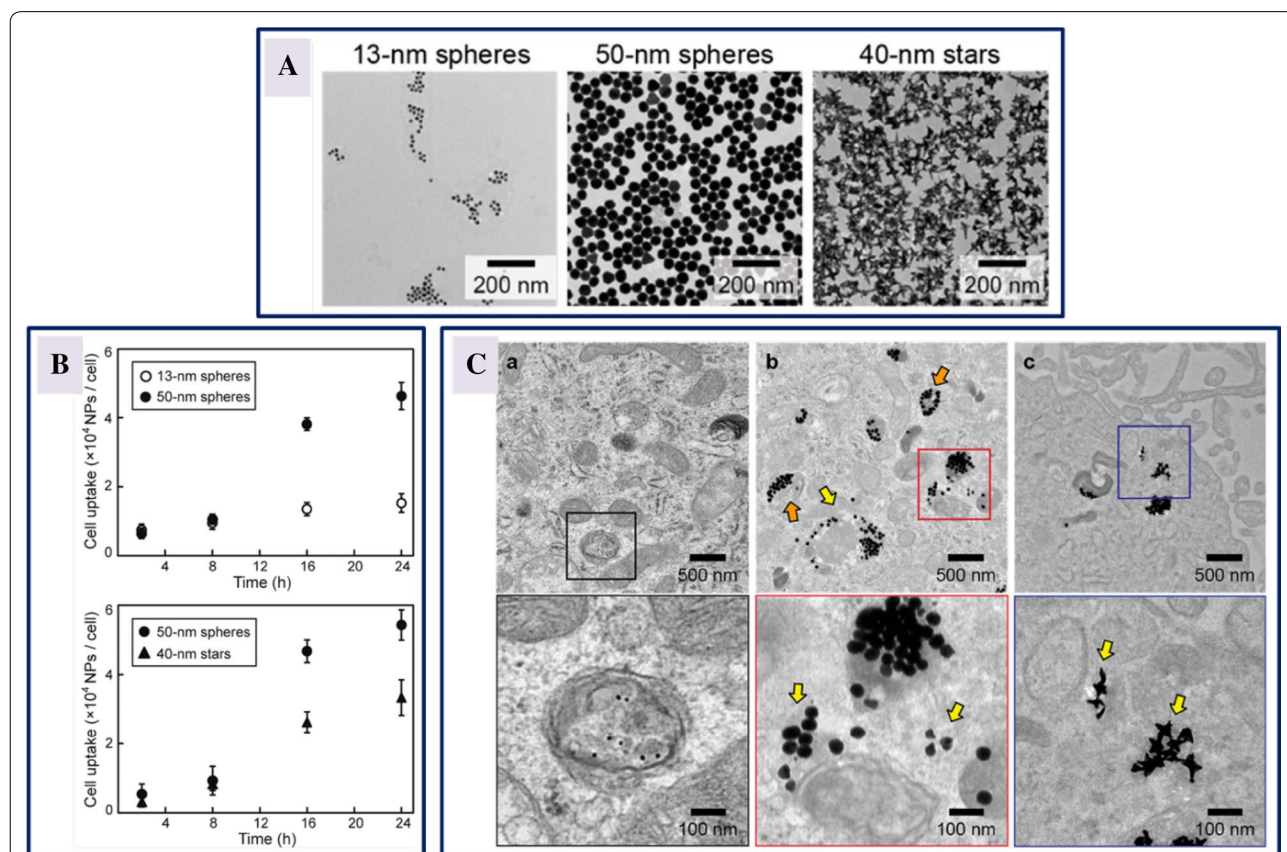 A
13-nm spheres
50-nm spheres
40-nm stars
200 nm
200 nm
200 nm
B
6
4
2
0
Cell uptake (×10⁴ NPs / cell)
13-nm spheres
50-nm spheres
4 8 12 16 20 24
Time (h)
6
4
2
0
Cell uptake (×10⁴ NPs / cell)
50-nm spheres
40-nm stars
4 8 12 16 20 24
Time (h)
C
a
b
c
500 nm
500 nm
500 nm
100 nm
100 nm
100 nm